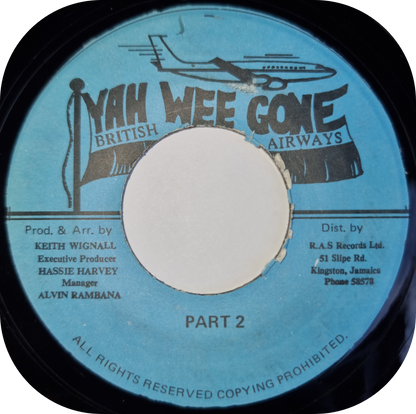 YAH WEE GONE
BRITISH AIRWAYS
Prod. & Arr. by
KEITH WIGNALL
Executive Producer
HASSIE HARVEY
Manager
ALVIN RAMBANA
Dist. by
R.A.S Records Ltd.
51 Slipe Rd.
Kingston, Jamaica
Phone 58578
PART 2
ALL RIGHTS RESERVED COPYING PROHIBITED.